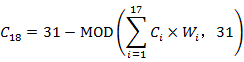 C₁₈ = 31 − MOD(∑_{i=1}^{17} Cᵢ × Wᵢ，31)